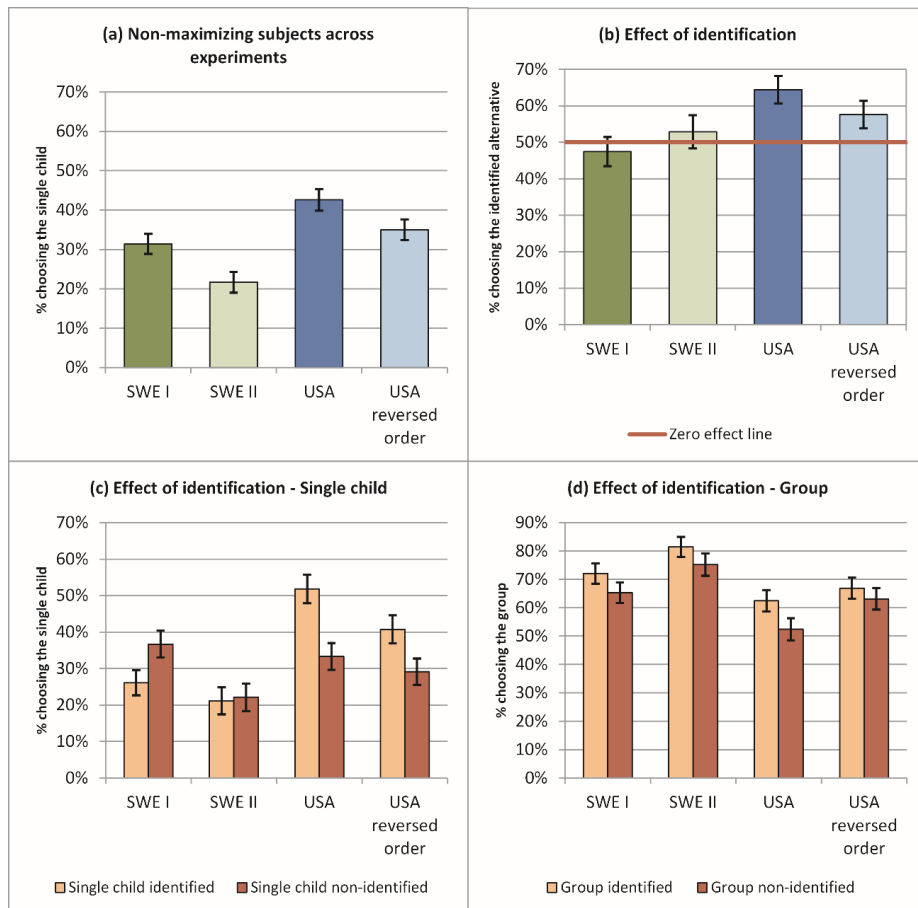 (a) Non-maximizing subjects across
experiments
% choosing the single child
70%
60%
50%
40%
30%
20%
10%
0%
SWE I
SWE II
USA
USA
reversed
order
(b) Effect of identification
% choosing the identified alternative
70%
60%
50%
40%
30%
20%
10%
0%
SWE I
SWE II
USA
USA
reversed
order
Zero effect line
(c) Effect of identification - Single child
% choosing the single child
70%
60%
50%
40%
30%
20%
10%
0%
SWE I
SWE II
USA
USA
reversed
order
Single child identified
Single child non-identified
(d) Effect of identification - Group
% choosing the group
90%
80%
70%
60%
50%
40%
30%
20%
10%
0%
SWE I
SWE II
USA
USA
reversed
order
Group identified
Group non-identified